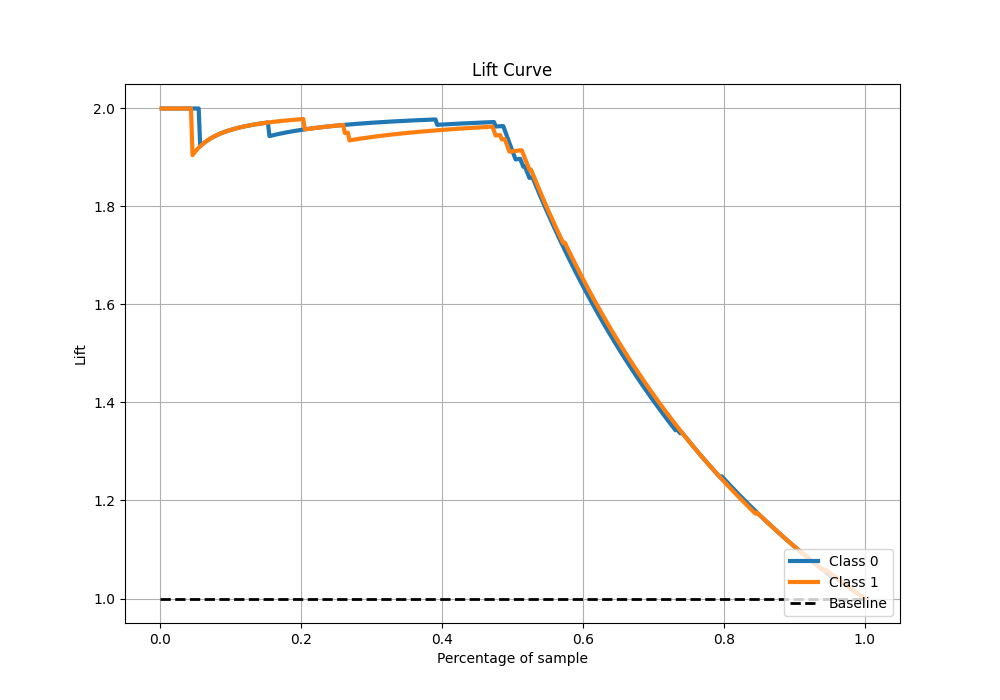 Lift Curve
Lift
2.0
1.8
1.6
1.4
1.2
1.0
0.0 0.2 0.4 0.6 0.8 1.0
Percentage of sample
Class 0
Class 1
Baseline